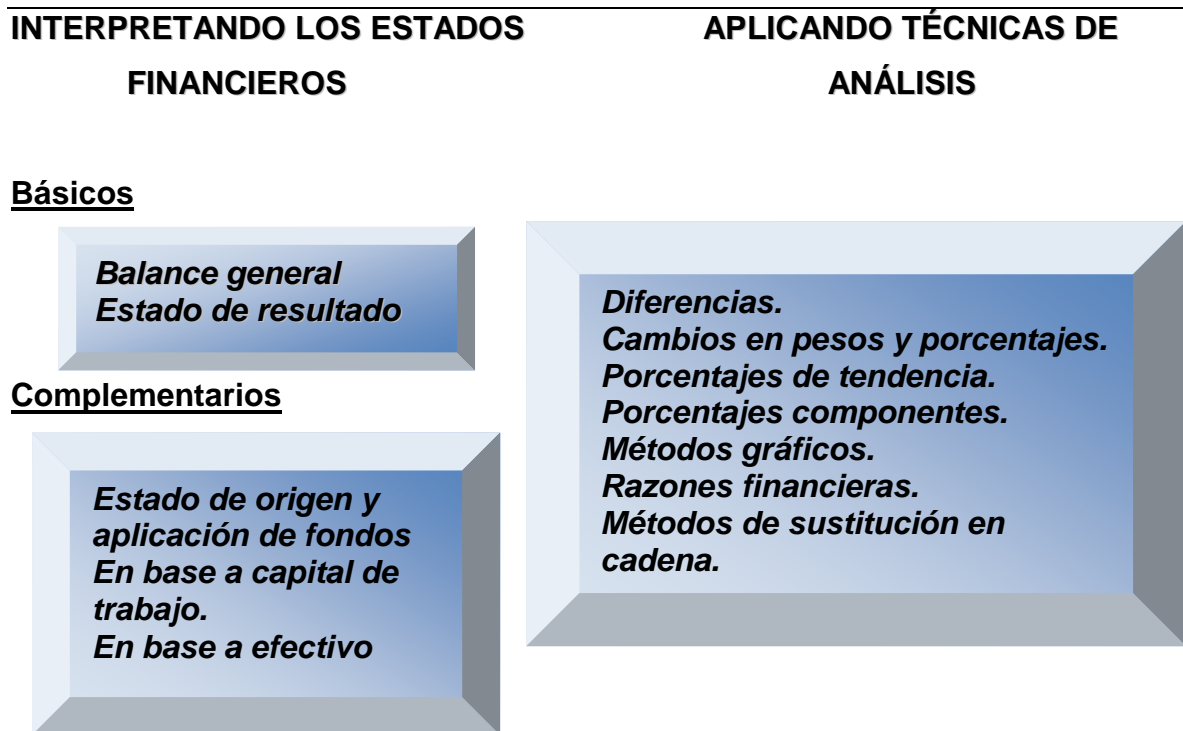 INTERPRETANDO LOS ESTADOS
FINANCIEROS
APLICANDO TÉCNICAS DE
ANÁLISIS
Básicos
Balance general
Estado de resultado
Complementarios
Estado de origen y
aplicación de fondos
En base a capital de
trabajo.
En base a efectivo
Diferencias.
Cambios en pesos y porcentajes.
Porcentajes de tendencia.
Porcentajes componentes.
Métodos gráficos.
Razones financieras.
Métodos de sustitución en
cadena.